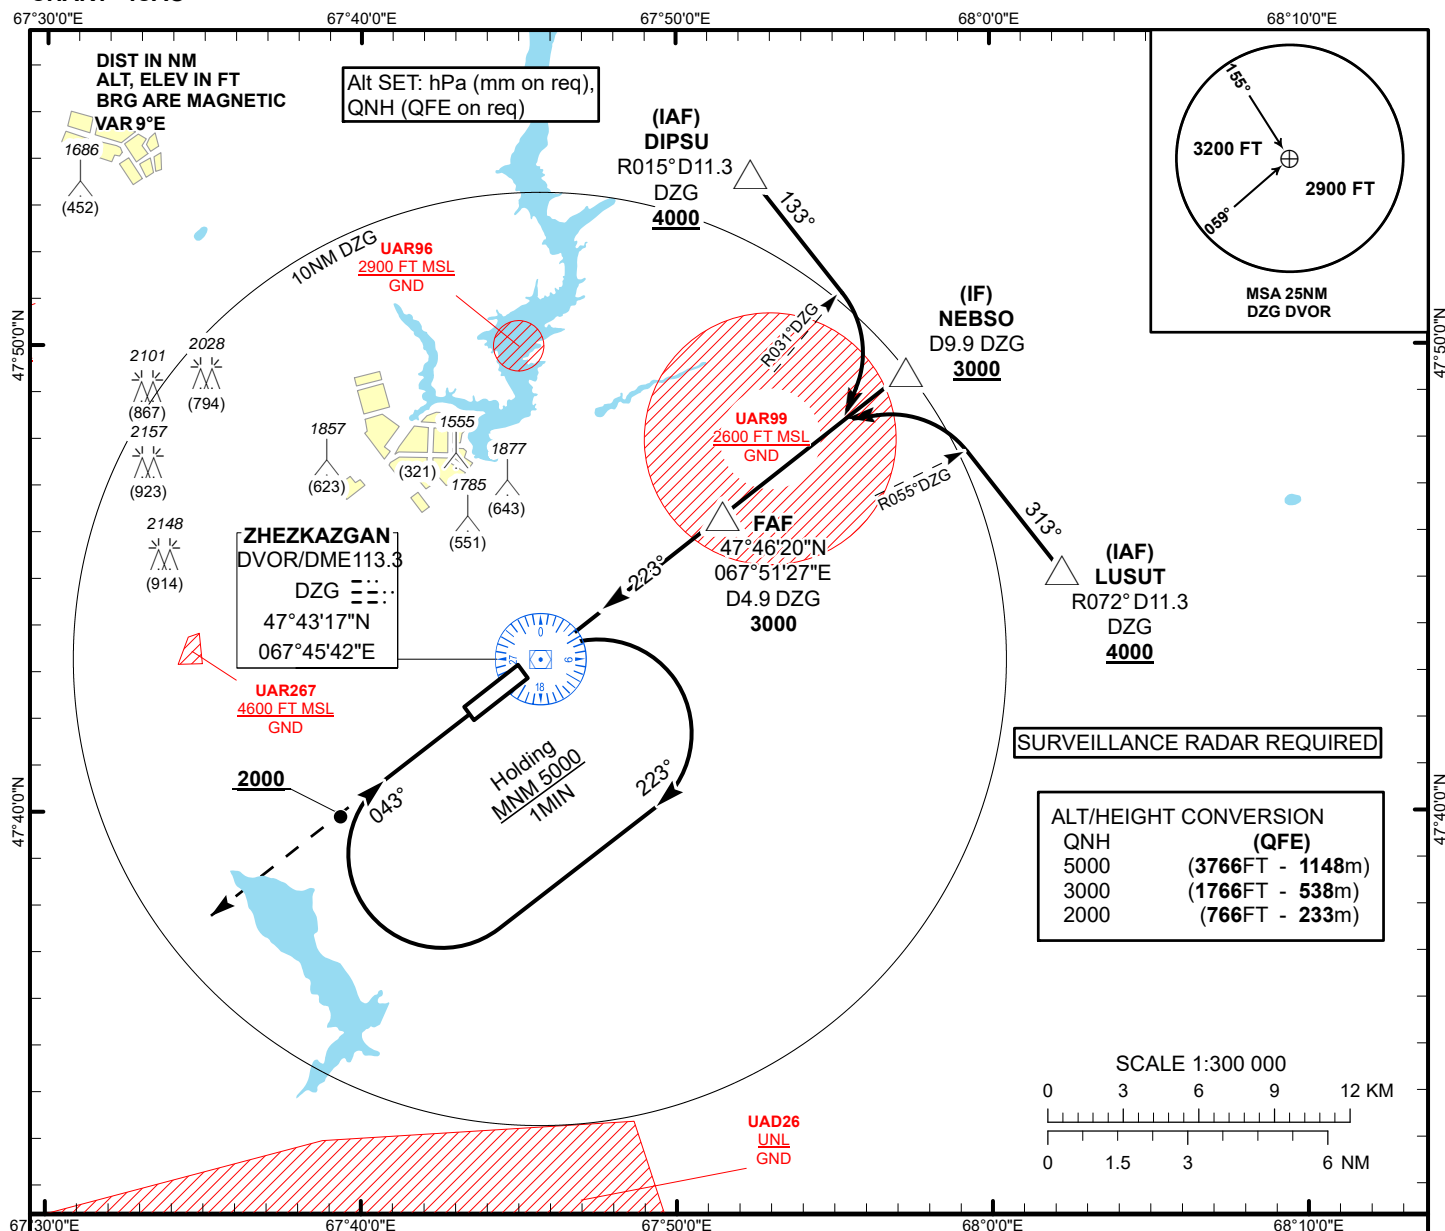 67°30'0"E
67°40'0"E
67°50'0"E
68°0'0"E
68°10'0"E
DIST IN NM
ALT, ELEV IN FT
BRG ARE MAGNETIC
VAR 9°E
Alt SET: hPa (mm on req),
QNH (QFE on req)
1686
(452)
(IAF)
DIPSU
R015° D11.3
DZG
4000
133°
155°
3200 FT
2900 FT
059°
MSA 25NM
DZG DVOR
10NM DZG
UAR96
2900 FT MSL
GND
R031° DZG
(IF)
NEBSO
D9.9 DZG
3000
47°50'0"N
47°50'0"N
2101
(867)
2028
(794)
2157
(923)
2148
(914)
1857
(623)
1555
(321)
1877
(643)
1785
(551)
UAR99
2600 FT MSL
GND
R055° DZG
313°
(IAF)
LUSUT
R072° D11.3
DZG
4000
ZHEZKAZGAN
DVOR/DME113.3
DZG
47°43'17"N
067°45'42"E
FAF
47°46'20"N
067°51'27"E
D4.9 DZG
3000
223°
0
9
18
27
UAR267
4600 FT MSL
GND
2000
043°
Holding
MNM 5000
1MIN
223°
SURVEILLANCE RADAR REQUIRED
47°40'0"N
47°40'0"N
ALT/HEIGHT CONVERSION
QNH (QFE)
5000 (3766FT - 1148m)
3000 (1766FT - 538m)
2000 (766FT - 233m)
SCALE 1:300 000
0 3 6 9 12 KM
0 1.5 3 6 NM
UAD26
UNL
GND
67°30'0"E
67°40'0"E
67°50'0"E
68°0'0"E
68°10'0"E